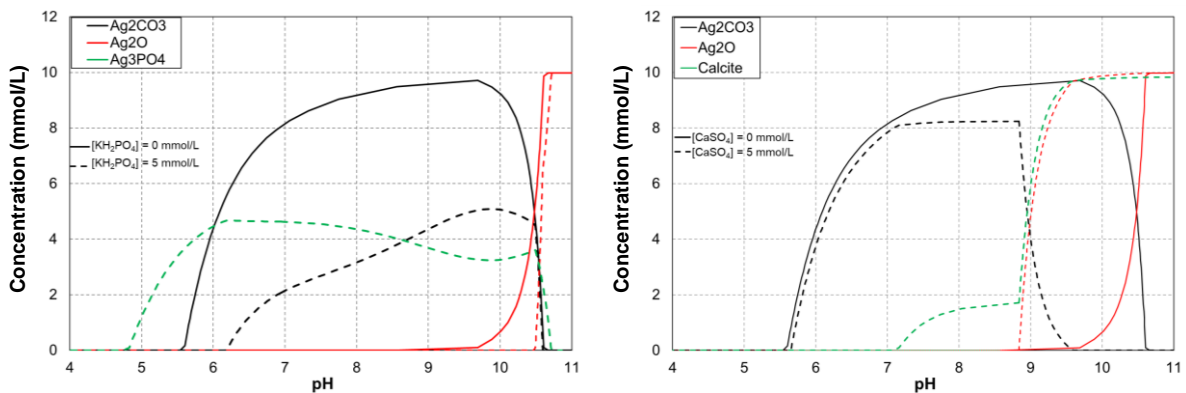 12
10
8
6
4
2
0
Concentration (mmol/L)
Ag2CO3
Ag2O
Ag3PO4
[KH₂PO₄] = 0 mmol/L
[KH₂PO₄] = 5 mmol/L
4 5 6 7 8 9 10 11
pH
12
10
8
6
4
2
0
Concentration (mmol/L)
Ag2CO3
Ag2O
Calcite
[CaSO₄] = 0 mmol/L
[CaSO₄] = 5 mmol/L
4 5 6 7 8 9 10 11
pH